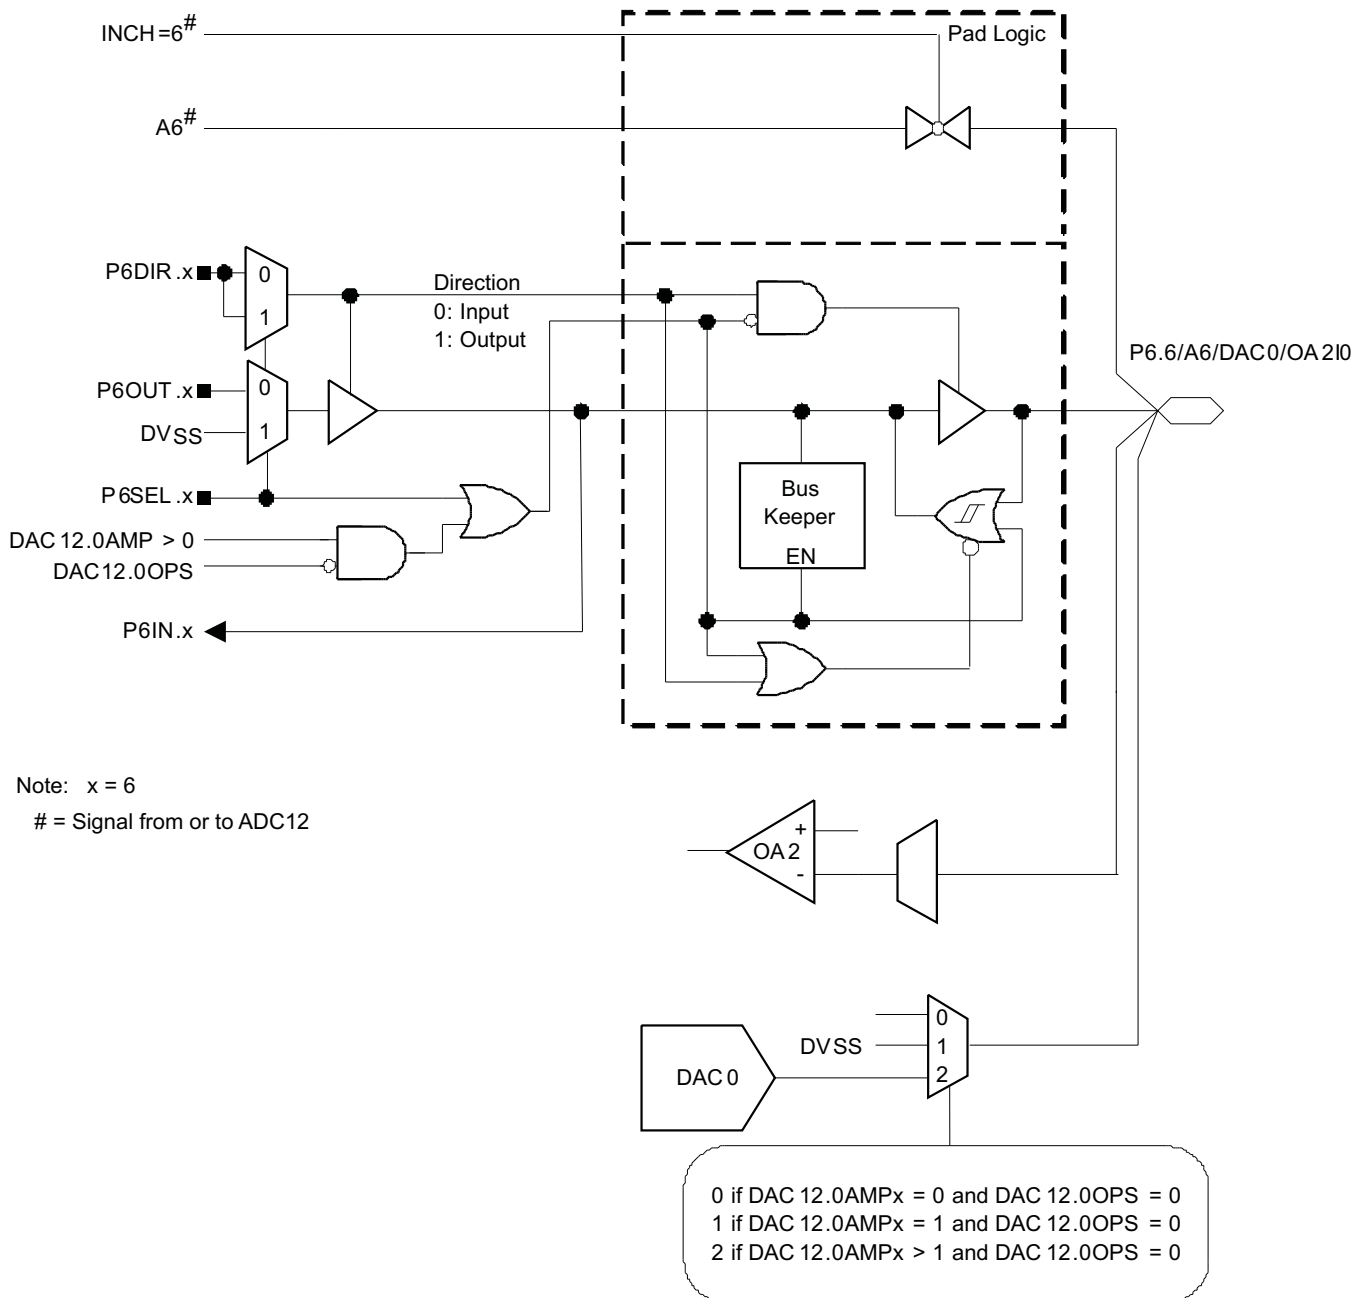 INCH=6#
Pad Logic
A6#
P6DIR.x
0
1
Direction
0: Input
1: Output
P6.6/A6/DAC0/OA2I0
P6OUT.x
0
DVSS
1
P6SEL.x
Bus
Keeper
EN
DAC12.0AMP > 0
DAC12.0OPS
P6IN.x
Note: x = 6
# = Signal from or to ADC12
+
OA2
-
0
DVSS
1
DAC0
2
0 if DAC12.0AMPx = 0 and DAC12.0OPS = 0
1 if DAC12.0AMPx = 1 and DAC12.0OPS = 0
2 if DAC12.0AMPx > 1 and DAC12.0OPS = 0